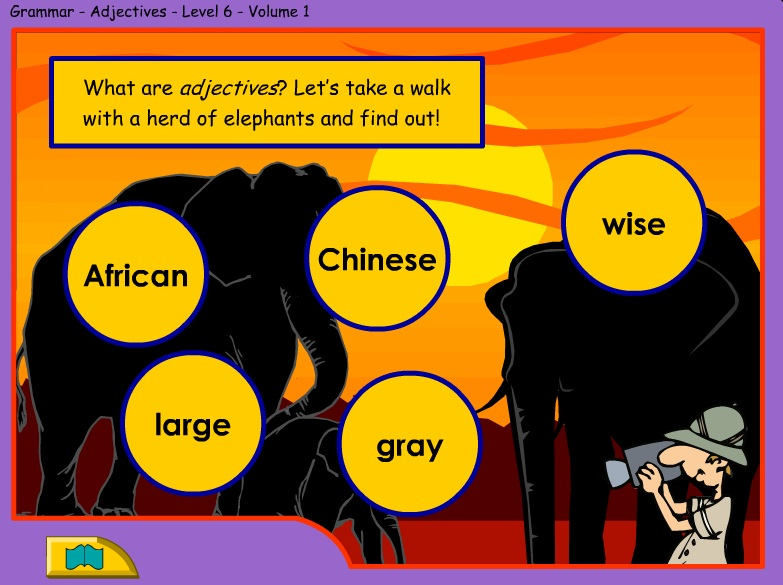 Grammar - Adjectives - Level 6 - Volume 1
What are adjectives? Let's take a walk
with a herd of elephants and find out!
African
Chinese
wise
large
gray